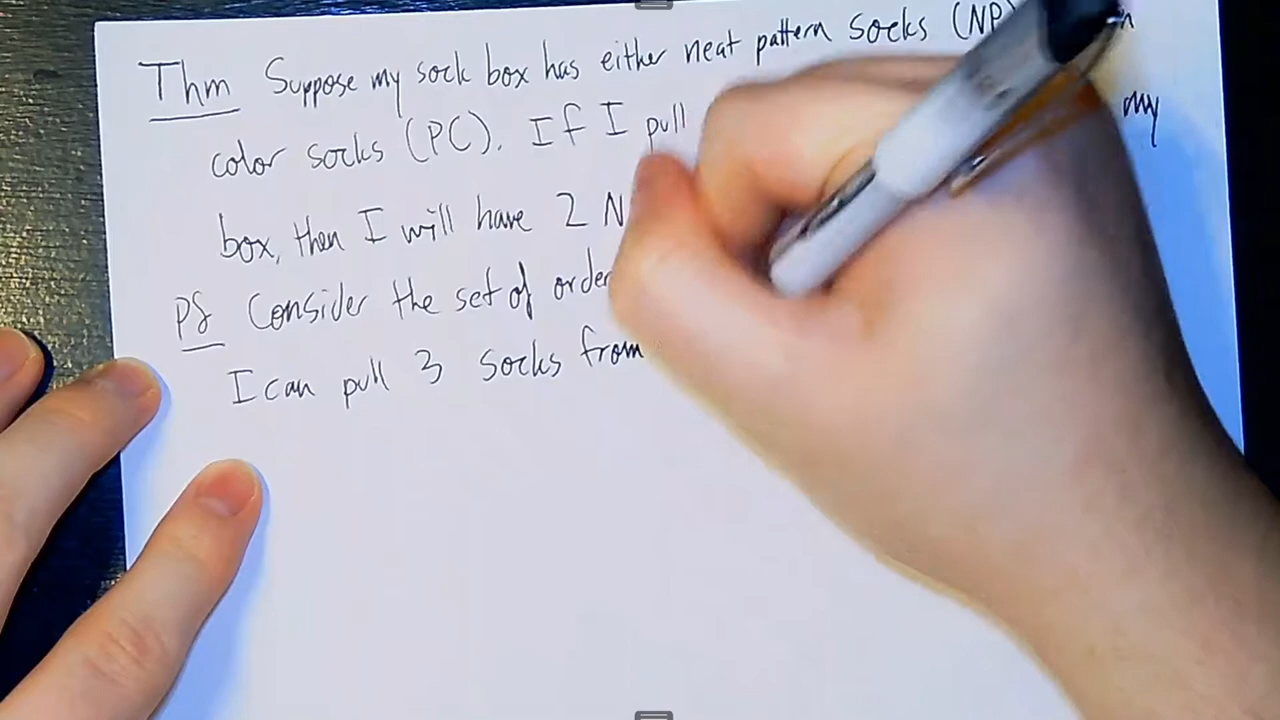 Thm Suppose my sock box has either neat pattern socks (NP)
color socks (PC). If I pull my
box, then I will have 2 N
Pf Consider the set of order
I can pull 3 socks from